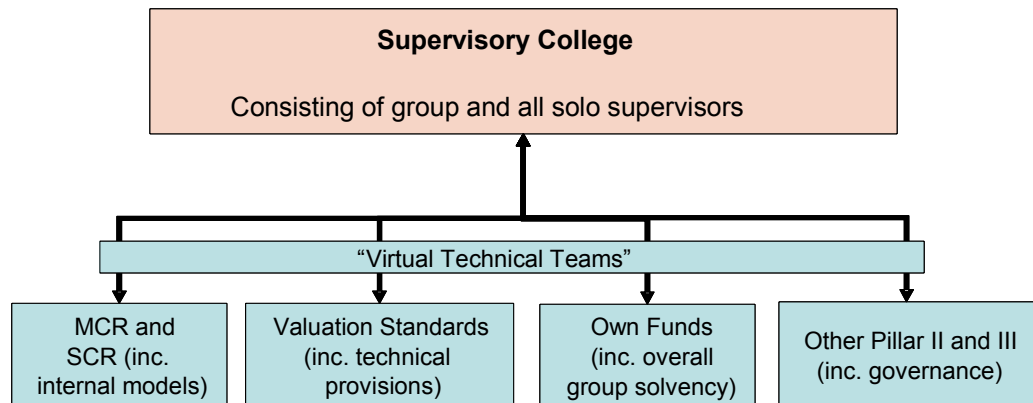 Supervisory College
Consisting of group and all solo supervisors
“Virtual Technical Teams”
MCR and
SCR (inc.
internal models)
Valuation Standards
(inc. technical
provisions)
Own Funds
(inc. overall
group solvency)
Other Pillar II and III
(inc. governance)